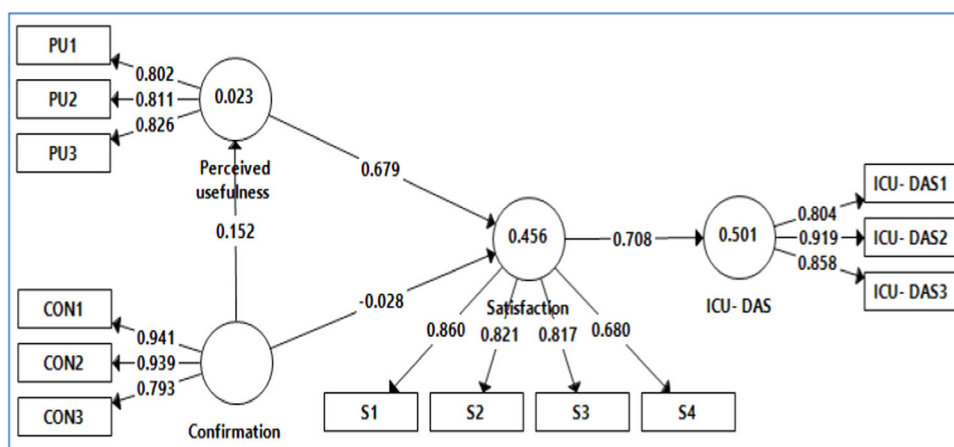 PU1
0.802
PU2
0.811
PU3
0.826
0.023
Perceived
usefulness
0.679
0.152
0.456
Satisfaction
0.708
0.501
ICU- DAS
ICU- DAS1
0.804
ICU- DAS2
0.919
ICU- DAS3
0.858
-0.028
CON1
0.941
CON2
0.939
CON3
0.793
Confirmation
0.860
0.821
0.817
0.680
S1
S2
S3
S4